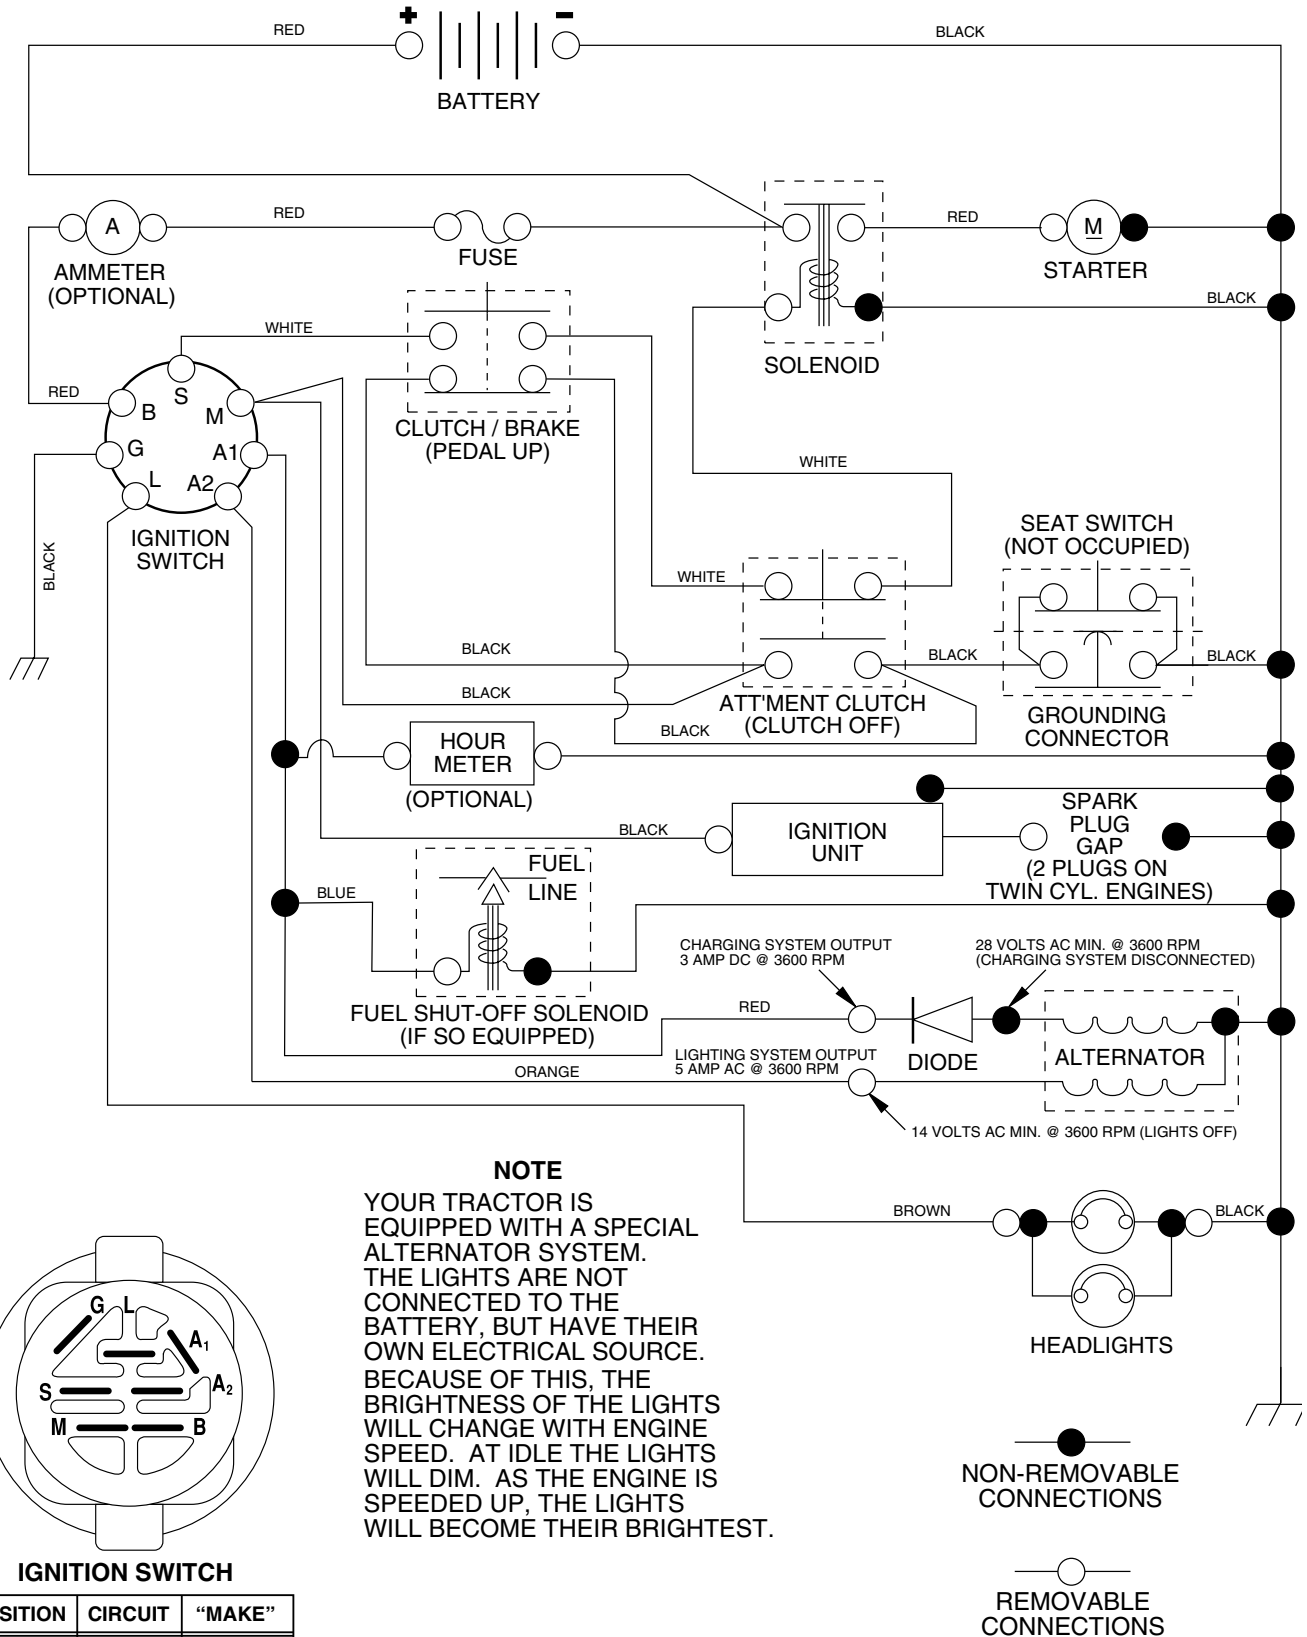 + −
RED
BLACK
BATTERY
RED
A
AMMETER
(OPTIONAL)
FUSE
RED
M
STARTER
BLACK
SOLENOID
WHITE
RED
S
B
M
G
A1
L
A2
IGNITION
SWITCH
BLACK
CLUTCH / BRAKE
(PEDAL UP)
WHITE
WHITE
SEAT SWITCH
(NOT OCCUPIED)
BLACK
BLACK
BLACK
BLACK
ATT'MENT CLUTCH
(CLUTCH OFF)
BLACK
GROUNDING
CONNECTOR
HOUR
METER
(OPTIONAL)
BLACK
IGNITION
UNIT
SPARK
PLUG
GAP
(2 PLUGS ON
TWIN CYL. ENGINES)
BLUE
FUEL
LINE
FUEL SHUT-OFF SOLENOID
(IF SO EQUIPPED)
CHARGING SYSTEM OUTPUT
3 AMP DC @ 3600 RPM
28 VOLTS AC MIN. @ 3600 RPM
(CHARGING SYSTEM DISCONNECTED)
RED
DIODE
ALTERNATOR
LIGHTING SYSTEM OUTPUT
5 AMP AC @ 3600 RPM
ORANGE
14 VOLTS AC MIN. @ 3600 RPM (LIGHTS OFF)
BROWN
BLACK
HEADLIGHTS
NOTE
YOUR TRACTOR IS
EQUIPPED WITH A SPECIAL
ALTERNATOR SYSTEM.
THE LIGHTS ARE NOT
CONNECTED TO THE
BATTERY, BUT HAVE THEIR
OWN ELECTRICAL SOURCE.
BECAUSE OF THIS, THE
BRIGHTNESS OF THE LIGHTS
WILL CHANGE WITH ENGINE
SPEED. AT IDLE THE LIGHTS
WILL DIM. AS THE ENGINE IS
SPEEDED UP, THE LIGHTS
WILL BECOME THEIR BRIGHTEST.
G L
A1
S
A2
M
B
IGNITION SWITCH
SITION CIRCUIT “MAKE”
NON-REMOVABLE
CONNECTIONS
REMOVABLE
CONNECTIONS